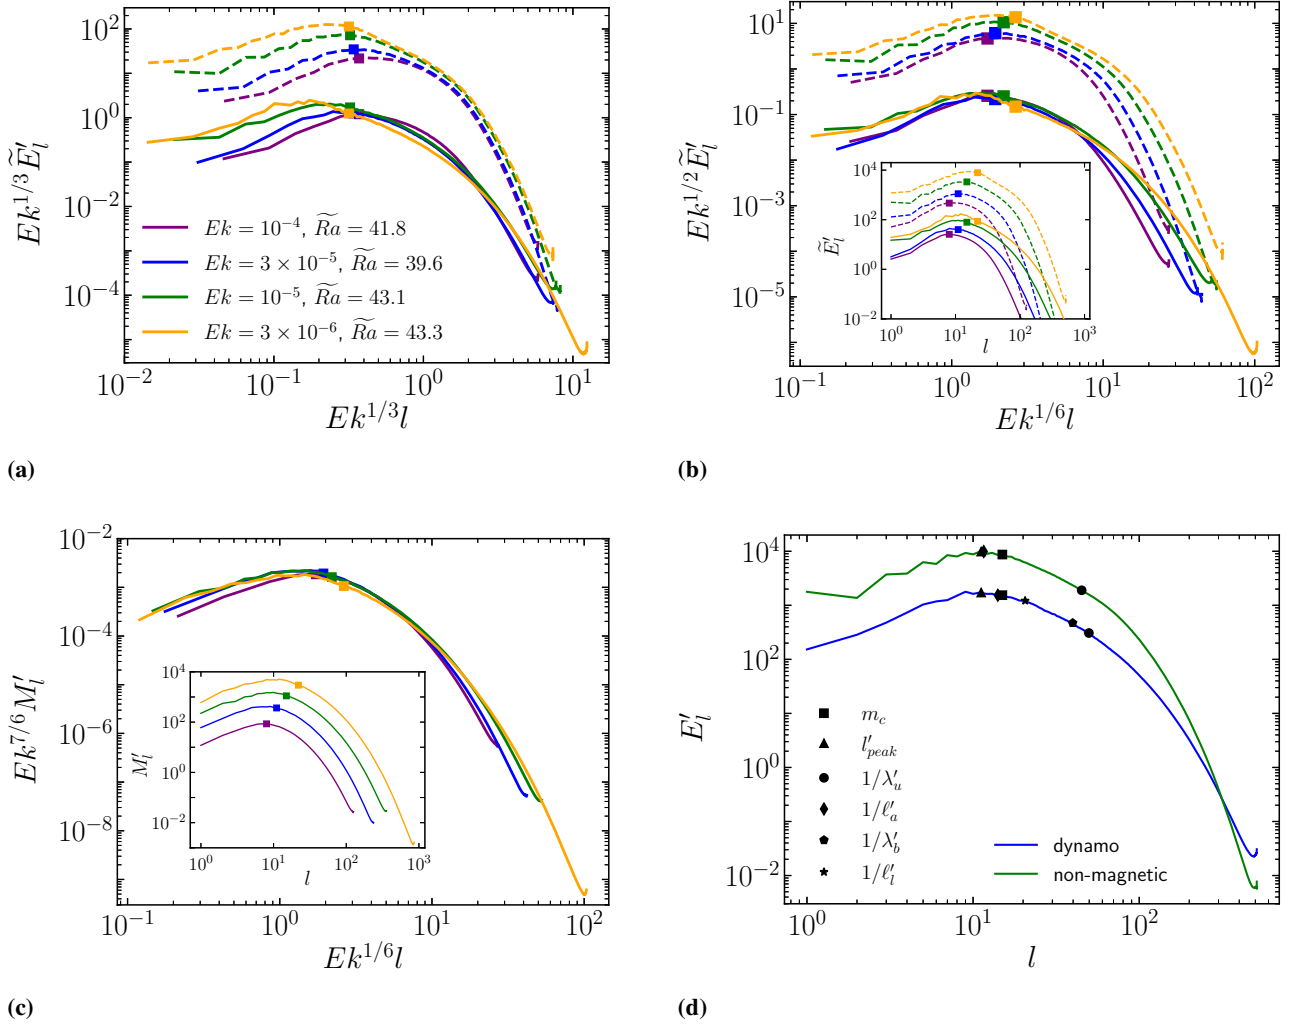 10^2
10^0
10^{-2}
10^{-4}
Ek^{1/3}\widetilde{E}'_l
Ek = 10^{-4}, \widetilde{Ra} = 41.8
Ek = 3 × 10^{-5}, \widetilde{Ra} = 39.6
Ek = 10^{-5}, \widetilde{Ra} = 43.1
Ek = 3 × 10^{-6}, \widetilde{Ra} = 43.3
10^{-2} 10^{-1} 10^0 10^1
Ek^{1/3}l
(a)
10^1
10^{-1}
10^{-3}
10^{-5}
Ek^{1/2}\widetilde{E}'_l
10^4
10^2
10^0
10^{-2}
\widetilde{E}'_l
10^0 10^1 10^2 10^3
l
10^{-1} 10^0 10^1 10^2
Ek^{1/6}l
(b)
10^{-2}
10^{-4}
10^{-6}
10^{-8}
Ek^{7/6}M'_l
10^4
10^2
10^0
10^{-2}
M'_l
10^0 10^1 10^2 10^3
l
10^{-1} 10^0 10^1 10^2
Ek^{1/6}l
(c)
10^4
10^2
10^0
10^{-2}
E'_l
m_c
l'_{peak}
1/λ'_u
1/ℓ'_a
1/λ'_b
1/ℓ'_l
dynamo
non-magnetic
10^0 10^1 10^2
l
(d)